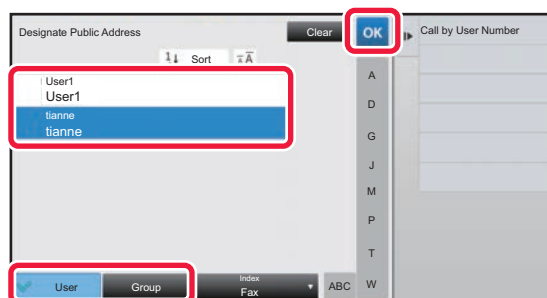 Designate Public Address
Clear
OK
Call by User Number
Sort
A A
User1
User1
tianne
tianne
A
D
G
J
M
P
T
W
User
Group
Index
Fax
ABC